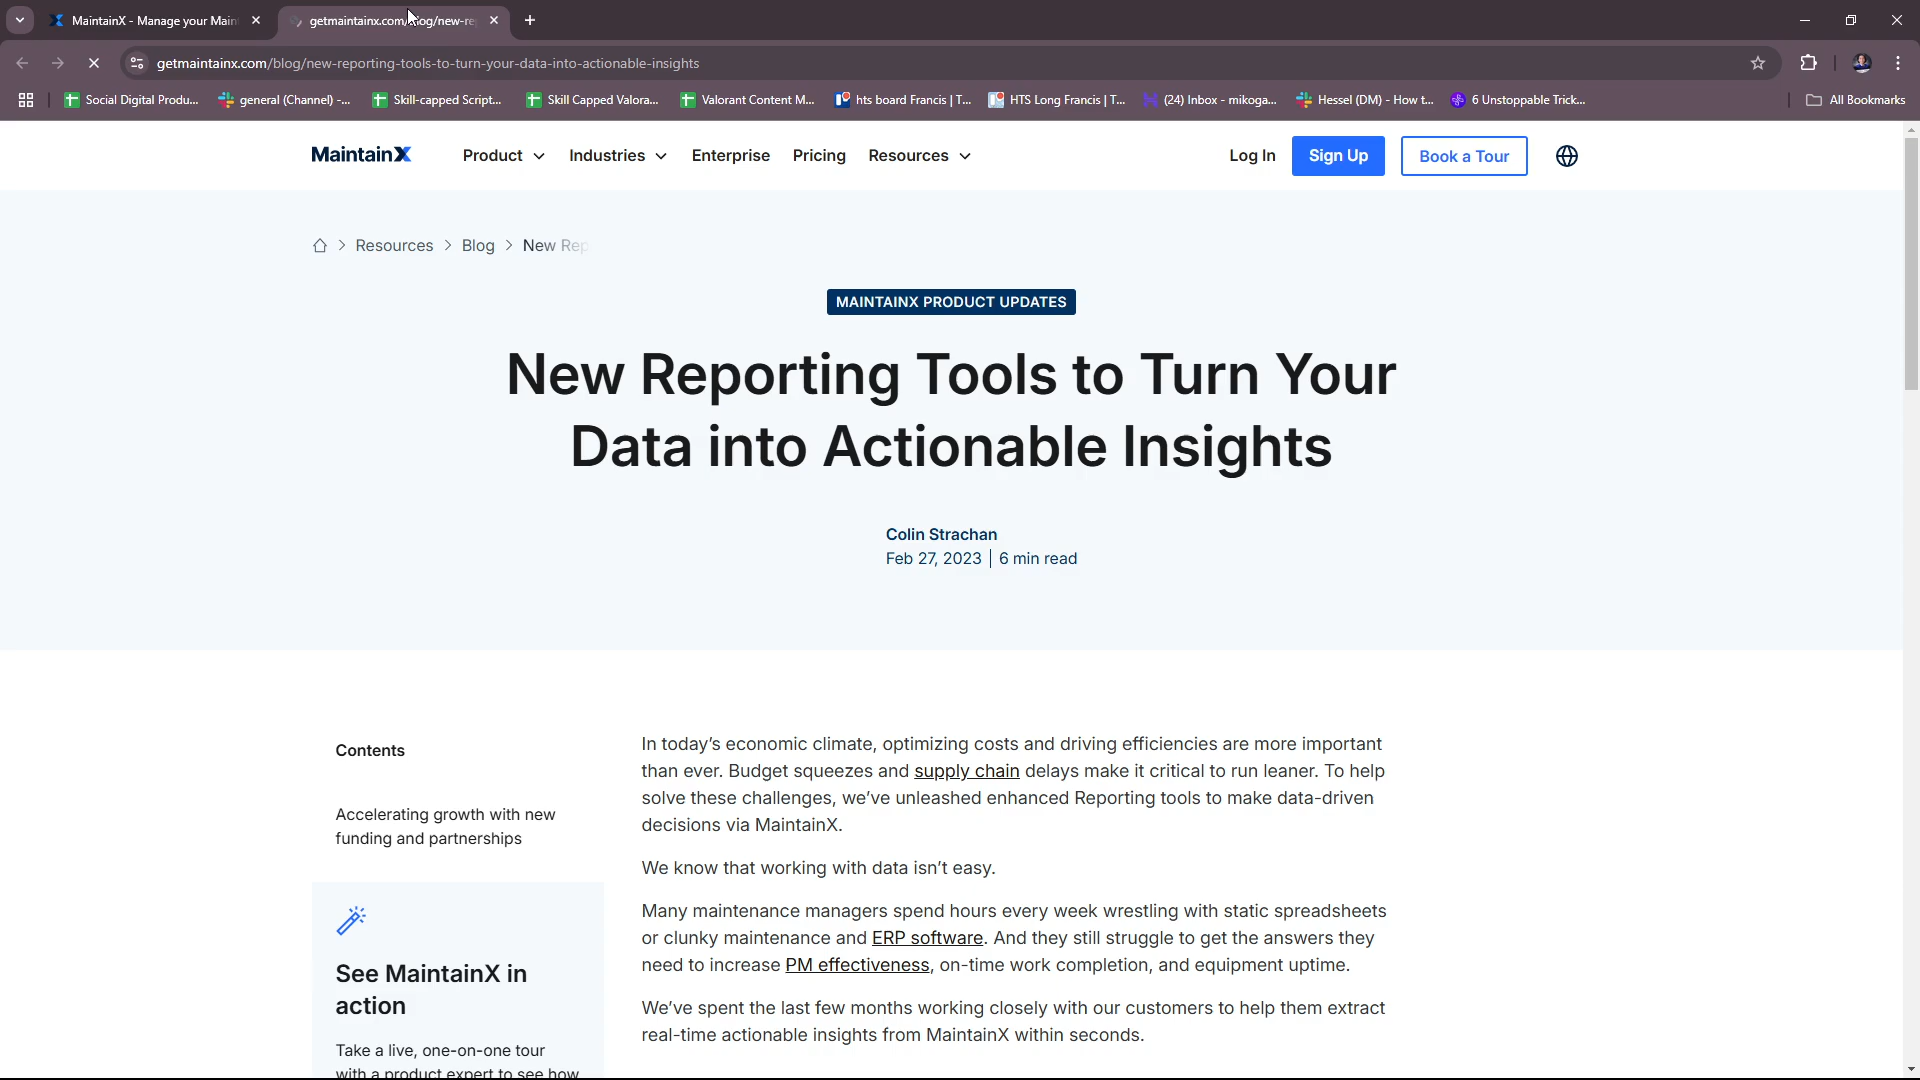 MaintainX - Manage your Main
getmaintainx.com/blog/new-re
getmaintainx.com/blog/new-reporting-tools-to-turn-your-data-into-actionable-insights
Social Digital Produ...
general (Channel) -...
Skill-capped Script...
Skill Capped Valora...
Valorant Content M...
hts board Francis | T...
HTS Long Francis | T...
(24) Inbox - mikoga...
Hessel (DM) - How t...
6 Unstoppable Trick...
All Bookmarks
MaintainX
Product
Industries
Enterprise
Pricing
Resources
Log In
Sign Up
Book a Tour
Resources > Blog > New Rep
MAINTAINX PRODUCT UPDATES
New Reporting Tools to Turn Your
Data into Actionable Insights
Colin Strachan
Feb 27, 2023 | 6 min read
Contents
Accelerating growth with new
funding and partnerships
See MaintainX in
action
Take a live, one-on-one tour
with a product expert to see how
In today's economic climate, optimizing costs and driving efficiencies are more important
than ever. Budget squeezes and supply chain delays make it critical to run leaner. To help
solve these challenges, we've unleashed enhanced Reporting tools to make data-driven
decisions via MaintainX.
We know that working with data isn't easy.
Many maintenance managers spend hours every week wrestling with static spreadsheets
or clunky maintenance and ERP software. And they still struggle to get the answers they
need to increase PM effectiveness, on-time work completion, and equipment uptime.
We've spent the last few months working closely with our customers to help them extract
real-time actionable insights from MaintainX within seconds.